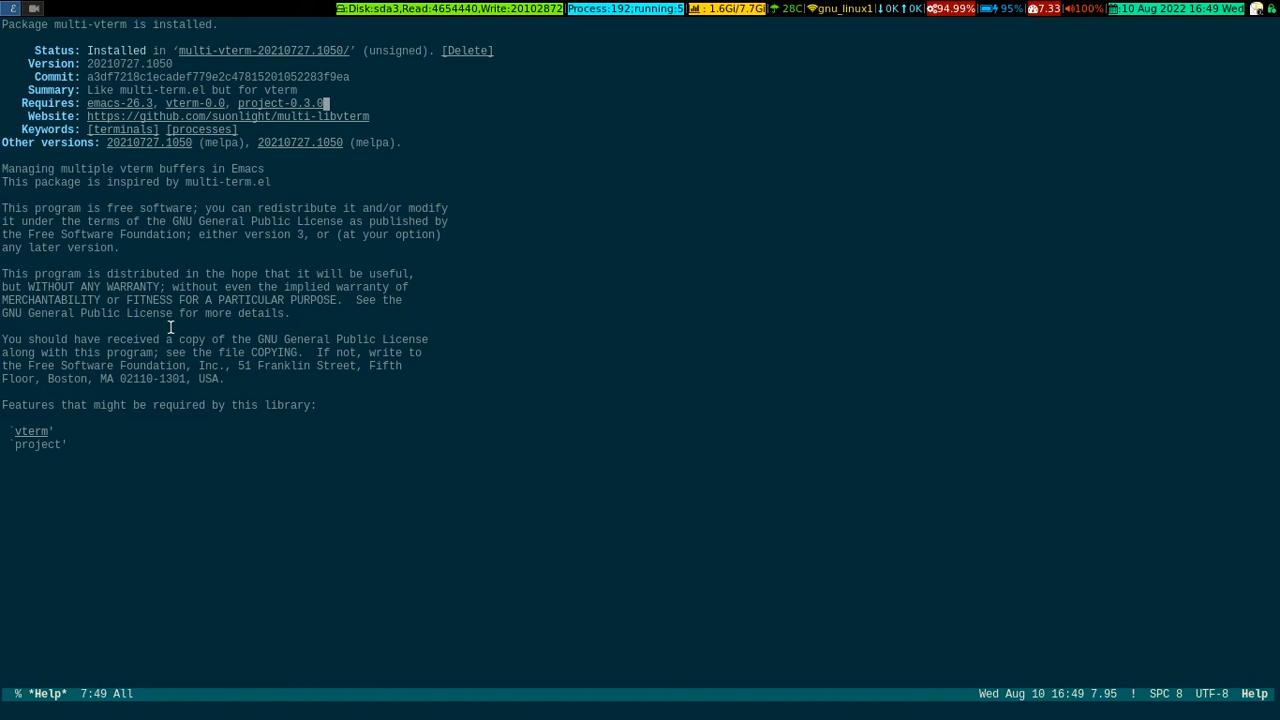 Disk:sda3,Read:4654440,Write:20102872 Process:192;running:5 : 1.6Gi/7.7Gi 28C gnu_linux1 0K 0K 94.99% 95% 7.33 100% :10 Aug 2022 16:49 Wed
Package multi-vterm is installed.
Status: Installed in ‘multi-vterm-20210727.1050/’ (unsigned). [Delete]
Version: 20210727.1050
Commit: a3df7218c1ecadef779e2c47815201052283f9ea
Summary: Like multi-term.el but for vterm
Requires: emacs-26.3, vterm-0.0, project-0.3.0
Website: https://github.com/suonlight/multi-libvterm
Keywords: [terminals] [processes]
Other versions: 20210727.1050 (melpa), 20210727.1050 (melpa).
Managing multiple vterm buffers in Emacs
This package is inspired by multi-term.el
This program is free software; you can redistribute it and/or modify
it under the terms of the GNU General Public License as published by
the Free Software Foundation; either version 3, or (at your option)
any later version.
This program is distributed in the hope that it will be useful,
but WITHOUT ANY WARRANTY; without even the implied warranty of
MERCHANTABILITY or FITNESS FOR A PARTICULAR PURPOSE.  See the
GNU General Public License for more details.
You should have received a copy of the GNU General Public License
along with this program; see the file COPYING.  If not, write to
the Free Software Foundation, Inc., 51 Franklin Street, Fifth
Floor, Boston, MA 02110-1301, USA.
Features that might be required by this library:
`vterm'
`project'
% *Help* 7:49 All Wed Aug 10 16:49 7.95 ! SPC 8 UTF-8 Help